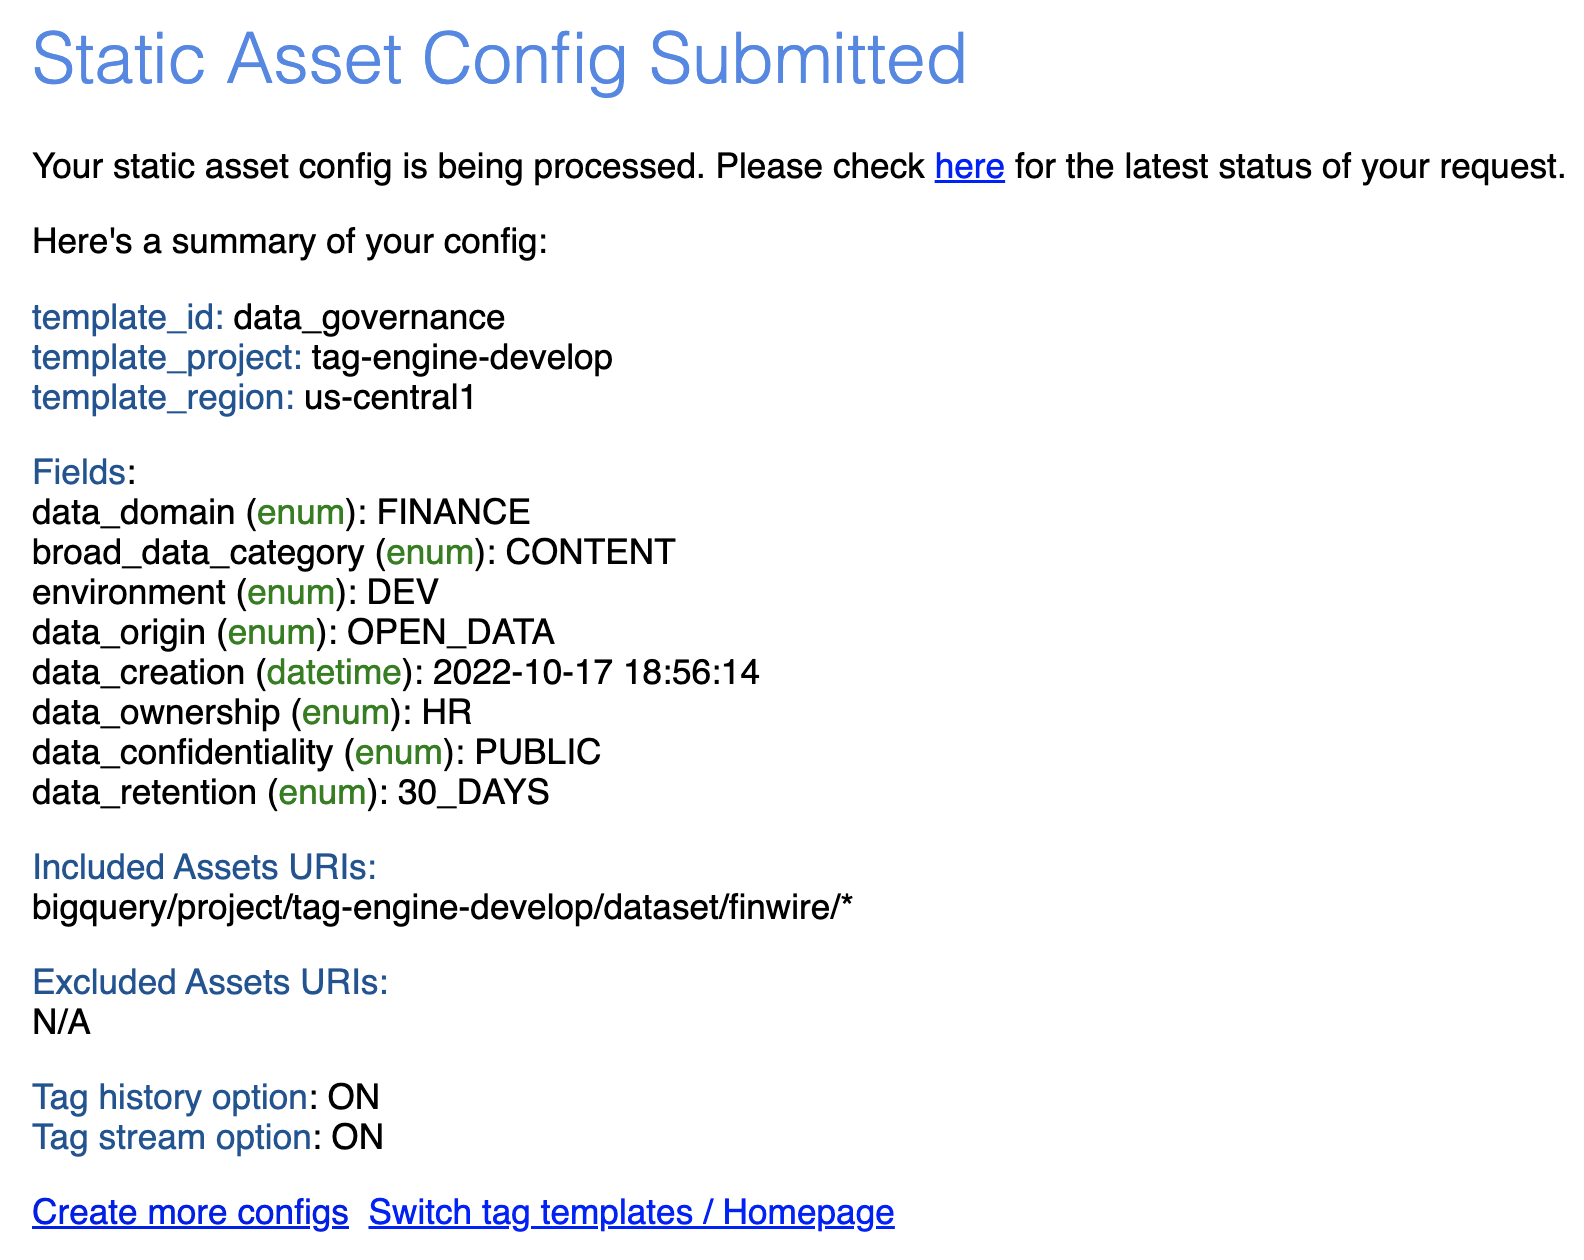 Static Asset Config Submitted
Your static asset config is being processed. Please check here for the latest status of your request.
Here's a summary of your config:
template_id: data_governance
template_project: tag-engine-develop
template_region: us-central1
Fields:
data_domain (enum): FINANCE
broad_data_category (enum): CONTENT
environment (enum): DEV
data_origin (enum): OPEN_DATA
data_creation (datetime): 2022-10-17 18:56:14
data_ownership (enum): HR
data_confidentiality (enum): PUBLIC
data_retention (enum): 30_DAYS
Included Assets URIs:
bigquery/project/tag-engine-develop/dataset/finwire/*
Excluded Assets URIs:
N/A
Tag history option: ON
Tag stream option: ON
Create more configs Switch tag templates / Homepage